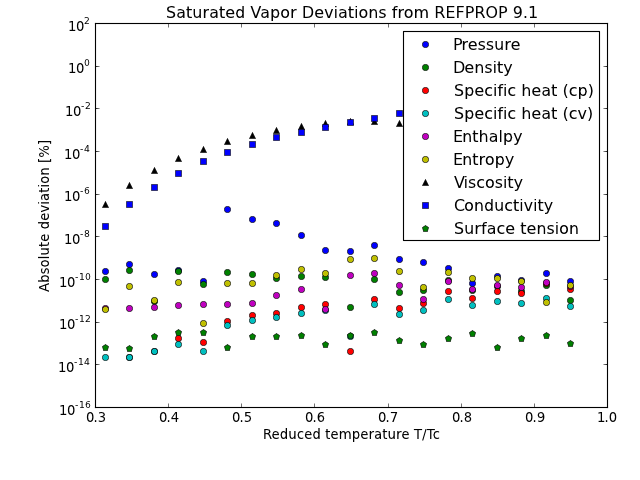 Saturated Vapor Deviations from REFPROP 9.1
10^2
10^0
10^-2
10^-4
10^-6
10^-8
10^-10
10^-12
10^-14
10^-16
Absolute deviation [%]
Pressure
Density
Specific heat (cp)
Specific heat (cv)
Enthalpy
Entropy
Viscosity
Conductivity
Surface tension
0.3 0.4 0.5 0.6 0.7 0.8 0.9 1.0
Reduced temperature T/Tc